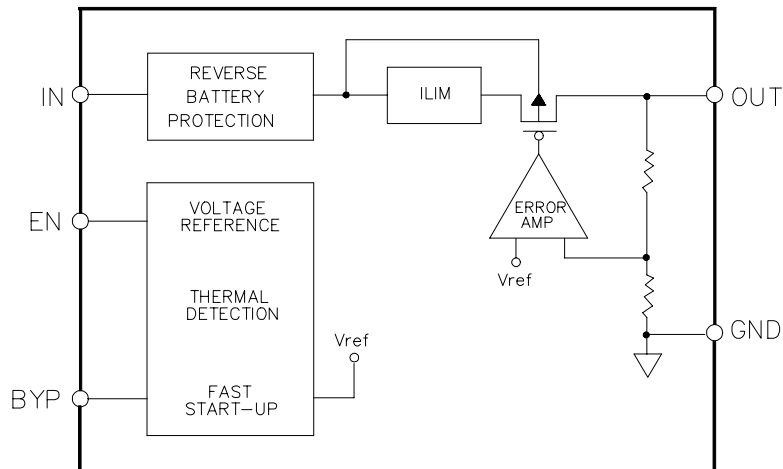 IN
REVERSE
BATTERY
PROTECTION
ILIM
OUT
EN
VOLTAGE
REFERENCE
ERROR
AMP
Vref
THERMAL
DETECTION
Vref
GND
BYP
FAST
START-UP